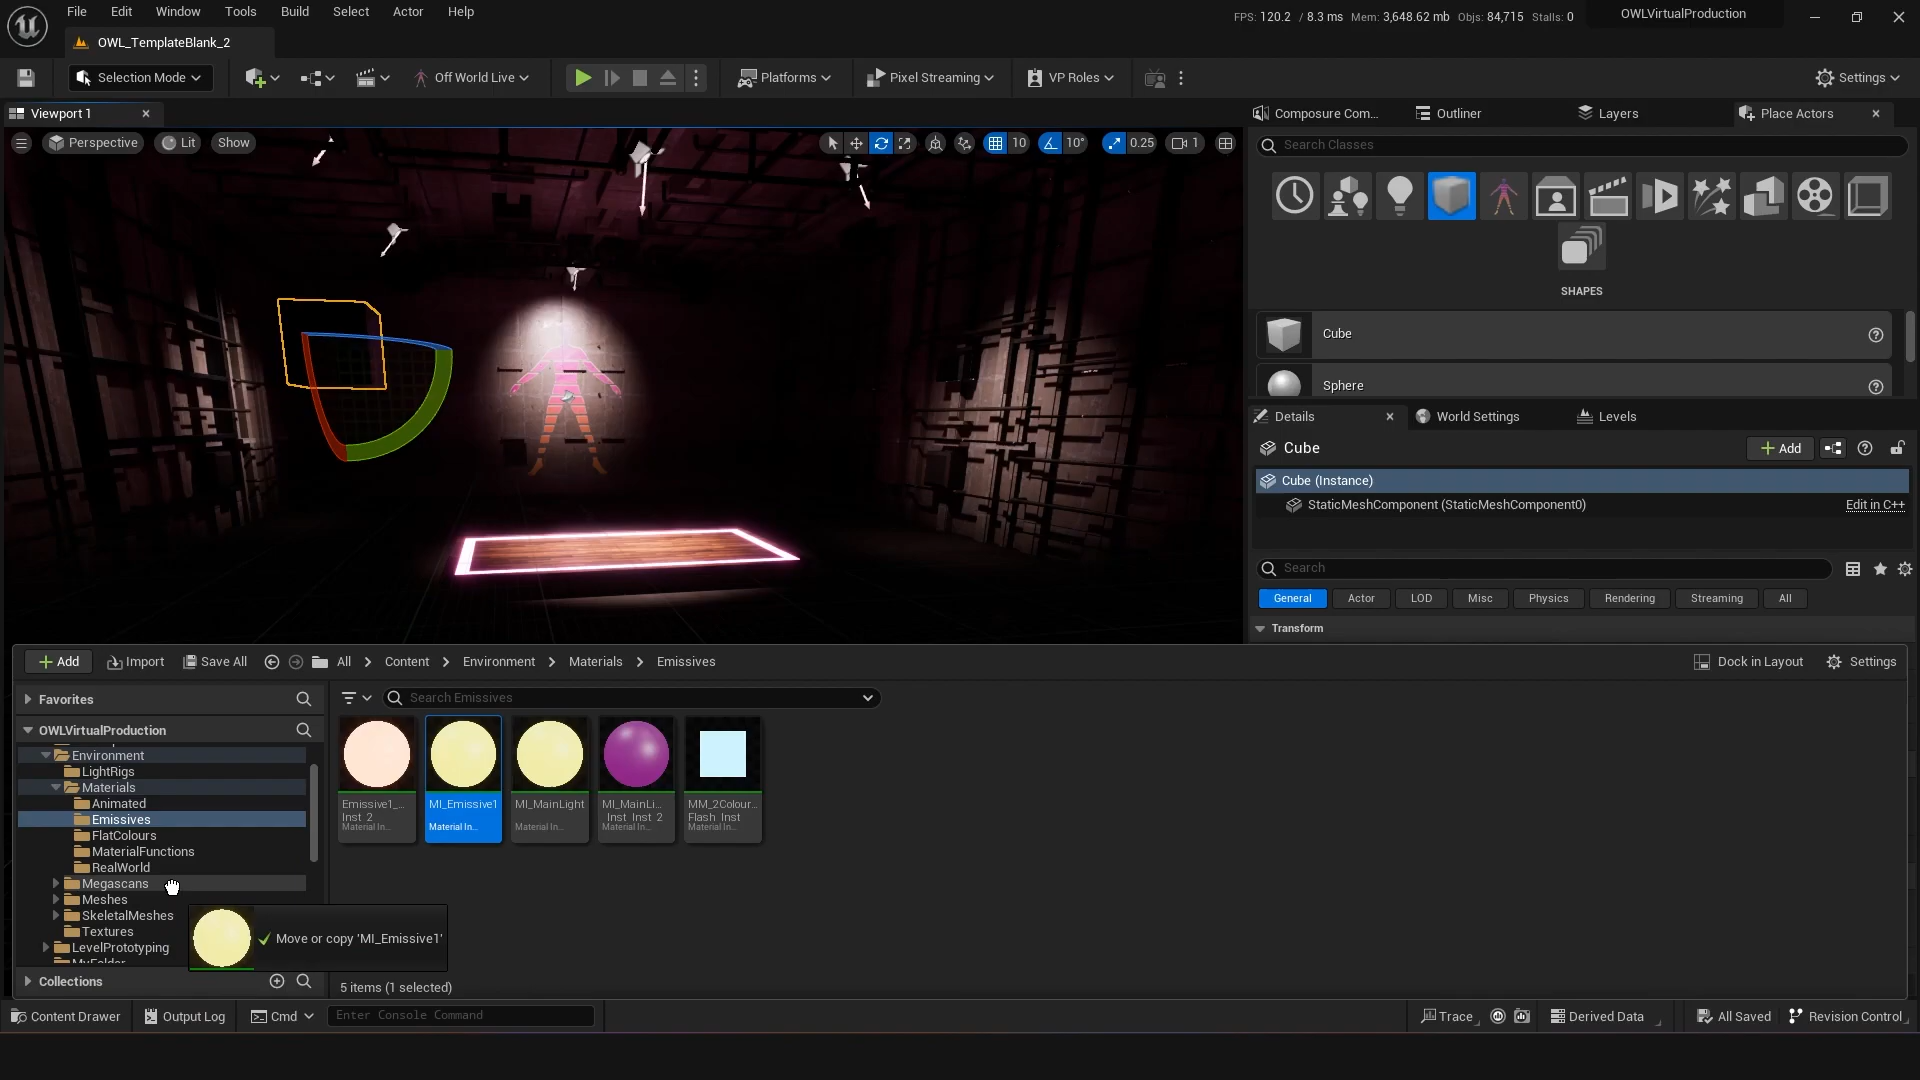 File Edit Window Tools Build Select Actor Help
FPS: 120.2 / 8.3 ms Mem: 3,648.62 mb Objs: 84,715 Stalls: 0
OWLVirtualProduction
OWL_TemplateBlank_2
Selection Mode
Off World Live
Platforms
Pixel Streaming
VP Roles
Settings
Viewport 1
Composure Com...
Outliner
Layers
Place Actors
Perspective
Lit
Show
10
10°
0.25
1
Search Classes
SHAPES
Cube
Sphere
Details
World Settings
Levels
Cube
Add
Cube (Instance)
StaticMeshComponent (StaticMeshComponent0)
Edit in C++
Search
General Actor LOD Misc Physics Rendering Streaming All
Transform
Add
Import
Save All
All
Content
Environment
Materials
Emissives
Dock in Layout
Settings
Favorites
Search Emissives
OWLVirtualProduction
Environment
LightRigs
Materials
Animated
Emissives
FlatColours
MaterialFunctions
RealWorld
Megascans
Meshes
SkeletalMeshes
Textures
LevelPrototyping
MyFolder
Collections
Emissive1_...
Inst_2
Material In...
MI_Emissive1
Material In...
MI_MainLight
Material In...
MI_MainLi...
_Inst_Inst_2
Material In...
MM_2Colour...
Flash_Inst
Material In...
Move or copy 'MI_Emissive1'
5 items (1 selected)
Content Drawer
Output Log
Cmd
Enter Console Command
Trace
Derived Data
All Saved
Revision Control